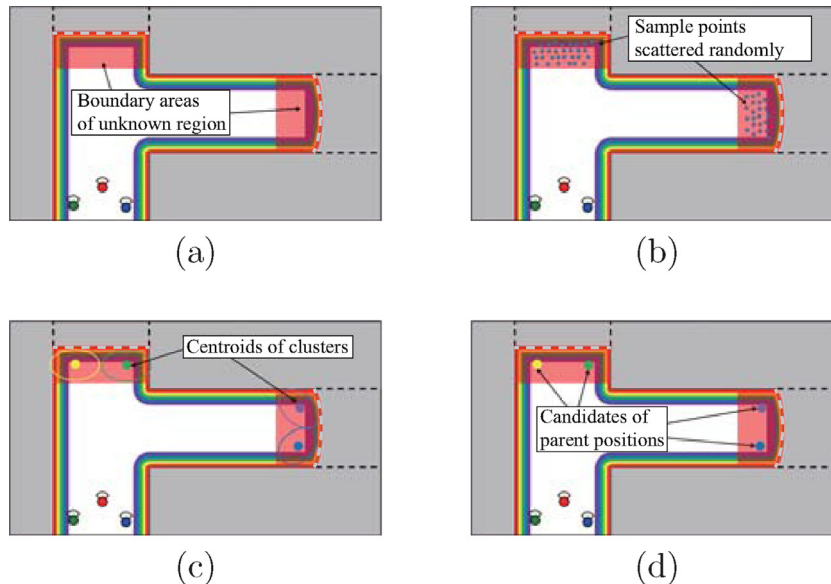 Boundary areas
of unknown region
(a)
Sample points
scattered randomly
(b)
Centroids of clusters
(c)
Candidates of
parent positions
(d)